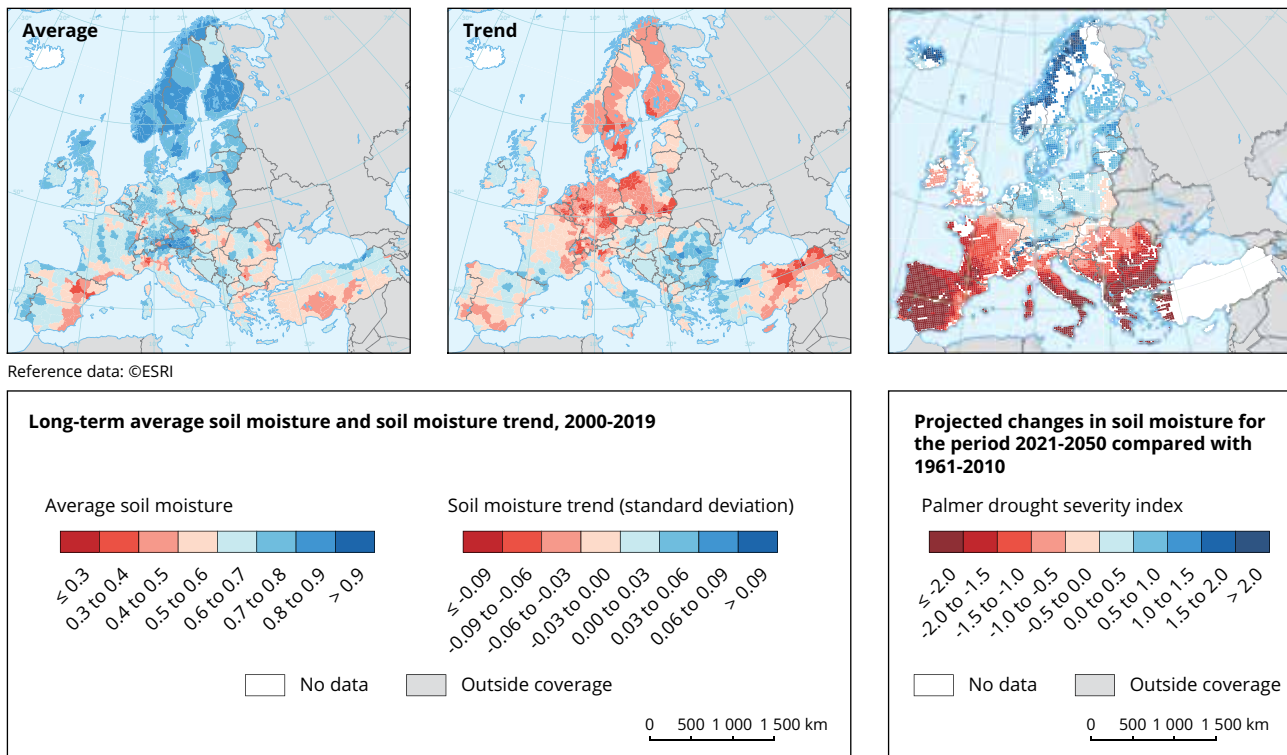 Average
Trend
Reference data: ©ESRI
Long-term average soil moisture and soil moisture trend, 2000-2019
Average soil moisture
≤ 0.3
0.3 to 0.4
0.4 to 0.5
0.5 to 0.6
0.6 to 0.7
0.7 to 0.8
0.8 to 0.9
> 0.9
Soil moisture trend (standard deviation)
≤ -0.09
-0.09 to -0.06
-0.06 to -0.03
-0.03 to 0.00
0.00 to 0.03
0.03 to 0.06
0.06 to 0.09
> 0.09
No data
Outside coverage
0 500 1 000 1 500 km
Projected changes in soil moisture for
the period 2021-2050 compared with
1961-2010
Palmer drought severity index
≤ -2.0
-2.0 to -1.5
-1.5 to -1.0
-1.0 to -0.5
-0.5 to 0.0
0.0 to 0.5
0.5 to 1.0
1.0 to 1.5
1.5 to 2.0
> 2.0
No data
Outside coverage
0 500 1 000 1 500 km